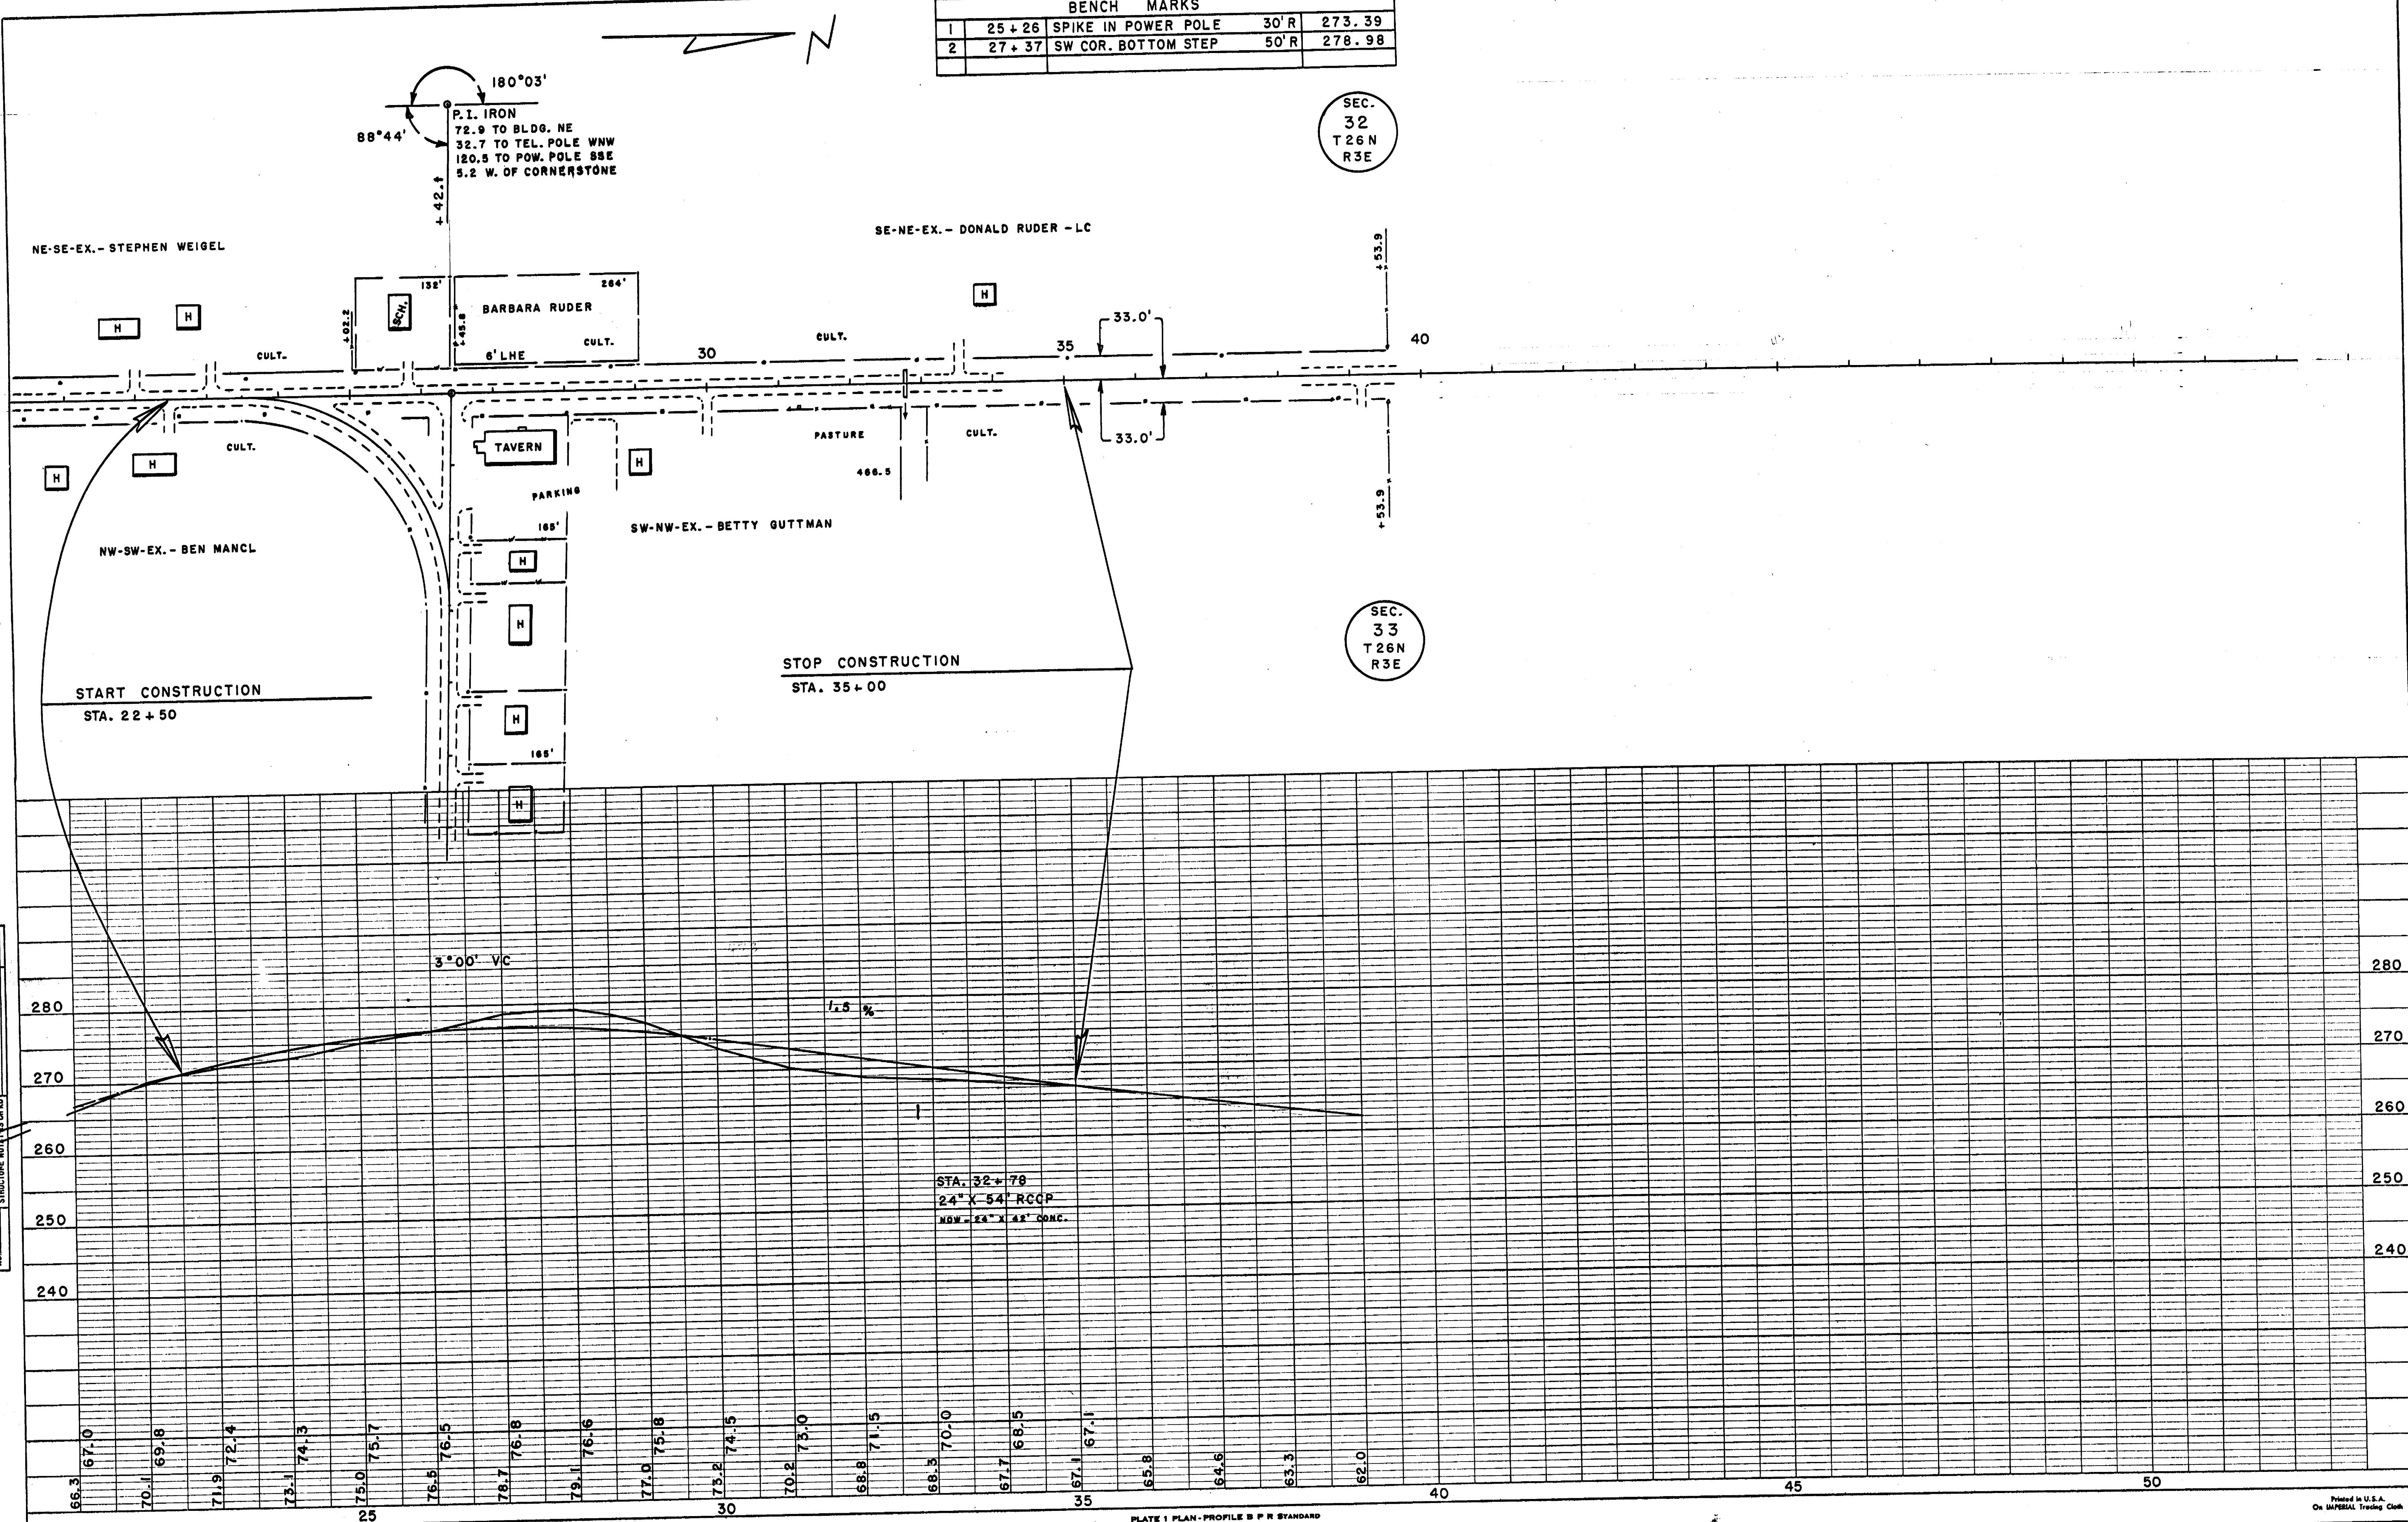 BENCH MARKS
1 25+26 SPIKE IN POWER POLE 30'R 273.39
2 27+37 SW COR. BOTTOM STEP 50'R 278.98
N
180°03'
88°44'
P.I. IRON
72.9 TO BLDG. NE
32.7 TO TEL. POLE WNW
120.5 TO POW. POLE SSE
5.2 W. OF CORNERSTONE
+42.1
SEC.
32
T26N
R3E
NE-SE-EX.-STEPHEN WEIGEL
SE-NE-EX.-DONALD RUDER-LC
+53.9
132'
264'
BARBARA RUDER
H
H
SCH.
H
+02.2
+45.8
33.0'
CULT.
6' LHE
CULT.
30
CULT.
35
40
TAVERN
PASTURE
CULT.
33.0'
CULT.
H
H
H
466.5
PARKING
165'
+53.9
SW-NW-EX.-BETTY GUTTMAN
NW-SW-EX.-BEN MANCL
H
H
SEC.
33
T26N
R3E
STOP CONSTRUCTION
STA. 35+00
START CONSTRUCTION
STA. 22+50
H
165'
H
3°00' VC
1.5 %
280
270
260
250
240
280
270
260
250
240
STA. 32+78
24" X 54' RCCP
NOW-24" X 42' CONC.
67.0 69.8 72.4 74.3 75.7 76.5 76.8 76.6 75.8 74.5 73.0 71.5 70.0 68.5 67.1
66.3 70.1 71.9 73.1 75.0 76.5 78.7 79.1 77.0 73.2 70.2 68.8 68.3 67.7 67.1 65.8 64.6 63.3 62.0
25 30 35 40 45 50
PLATE 1 PLAN-PROFILE B P R STANDARD
Printed in U.S.A.
On IMPERIAL Tracing Cloth